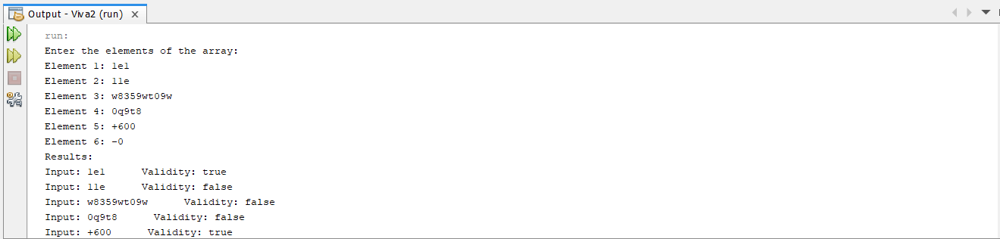 Output - Viva2 (run)
run:
Enter the elements of the array:
Element 1: 1e1
Element 2: 11e
Element 3: w8359wt09w
Element 4: 0q9t8
Element 5: +600
Element 6: -0
Results:
Input: 1e1      Validity: true
Input: 11e      Validity: false
Input: w8359wt09w      Validity: false
Input: 0q9t8      Validity: false
Input: +600      Validity: true